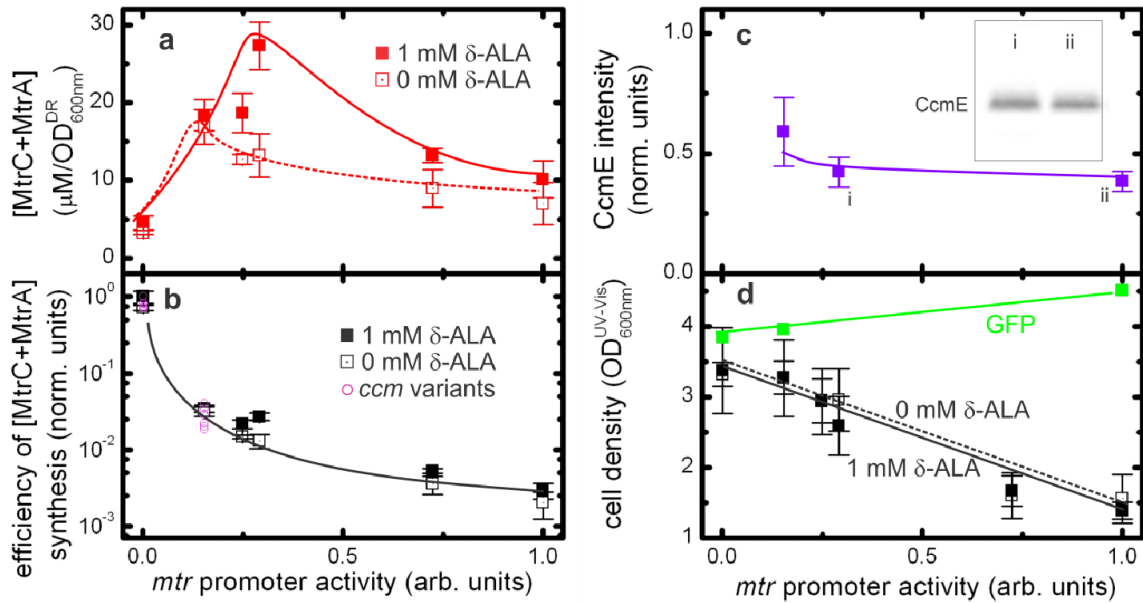 a
30
20
10
0
[MtrC+MtrA]
(μM/OD600nm^DR)
1 mM δ-ALA
0 mM δ-ALA
b
10^0
10^-1
10^-2
10^-3
efficiency of [MtrC+MtrA]
synthesis (norm. units)
1 mM δ-ALA
0 mM δ-ALA
ccm variants
0.0 0.5 1.0
mtr promoter activity (arb. units)
c
1.0
0.5
0.0
CcmE intensity
(norm. units)
i ii
CcmE
i
ii
d
4
3
2
1
cell density (OD600nm^UV-Vis)
GFP
0 mM δ-ALA
1 mM δ-ALA
0.0 0.5 1.0
mtr promoter activity (arb. units)